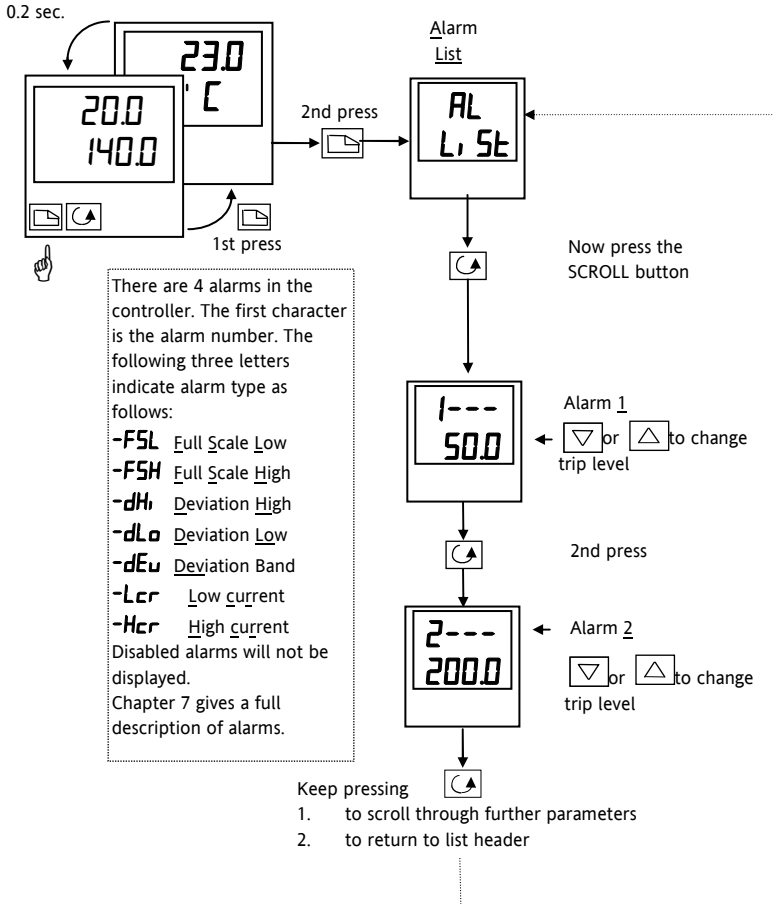 0.2 sec.
23.0
° C
20.0
140.0
1st press
2nd press
Alarm
List
AL
Li St
Now press the
SCROLL button
There are 4 alarms in the
controller. The first character
is the alarm number. The
following three letters
indicate alarm type as
follows:
-FSL Full Scale Low
-FSH Full Scale High
-dHi Deviation High
-dLo Deviation Low
-dEv Deviation Band
-Lcr Low current
-Hcr High current
Disabled alarms will not be
displayed.
Chapter 7 gives a full
description of alarms.
1---
50.0
Alarm 1
or to change
trip level
2nd press
2---
200.0
Alarm 2
or to change
trip level
Keep pressing
1. to scroll through further parameters
2. to return to list header